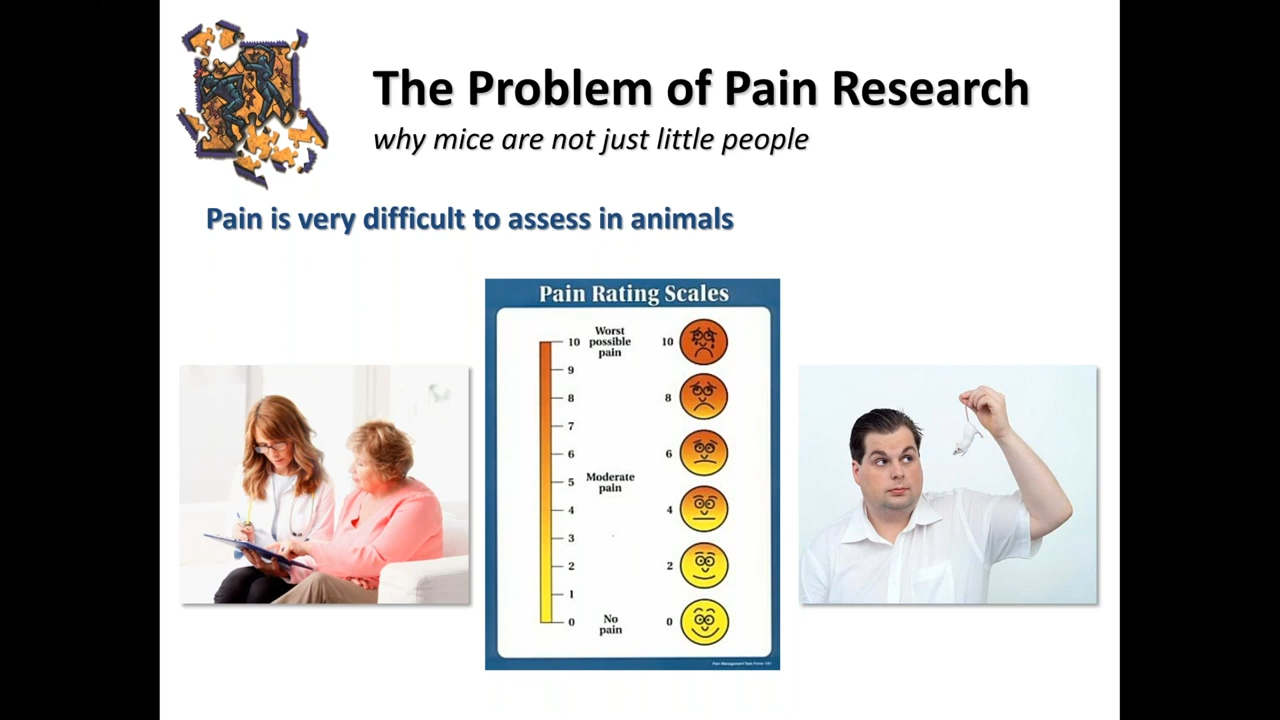 The Problem of Pain Research
why mice are not just little people
Pain is very difficult to assess in animals
Pain Rating Scales
10
9
8
7
6
5
4
3
2
1
0
Worst
possible
pain
Moderate
pain
No
pain
10
8
6
4
2
0